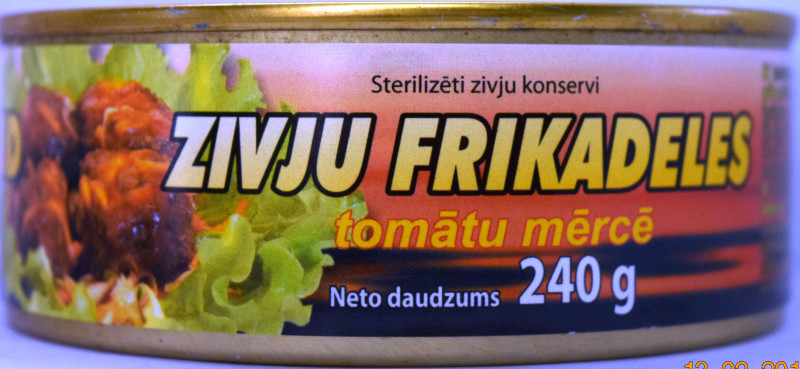 Sterilizēti zivju konservi
ZIVJU FRIKADELES
tomātu mērcē
Neto daudzums 240 g